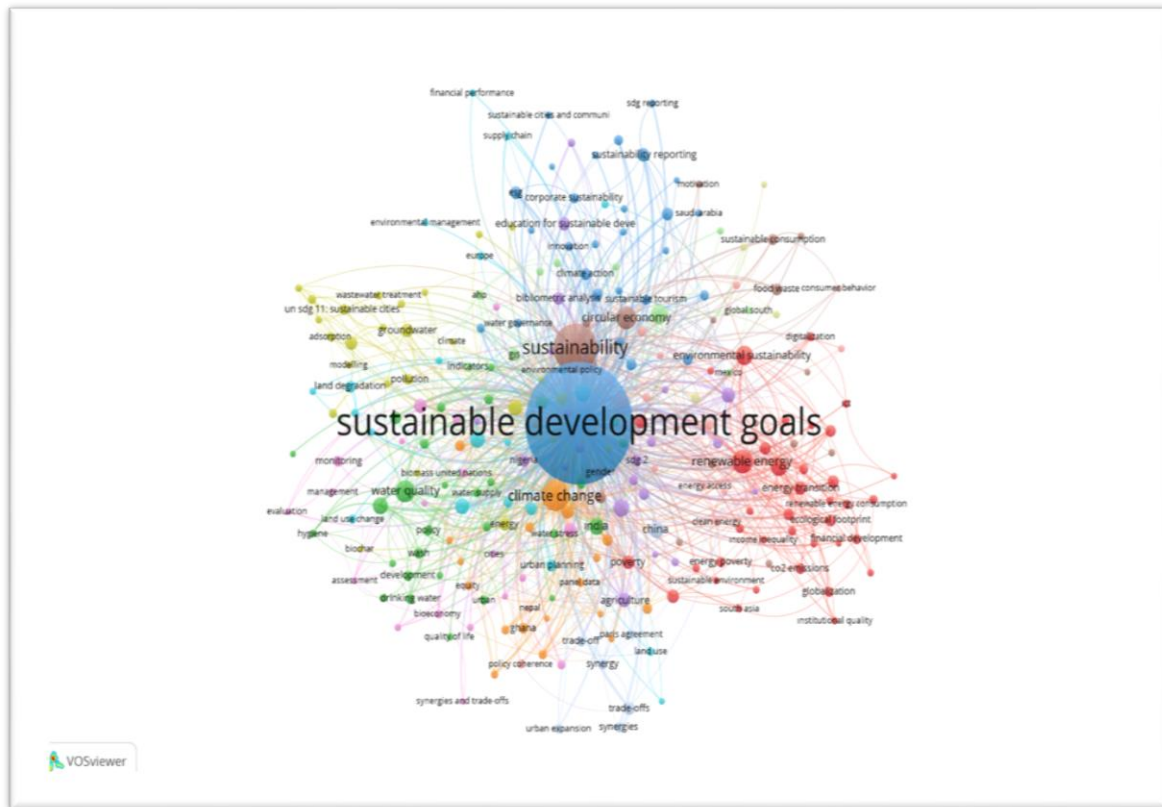 financial performance
sdg reporting
sustainable cities and communi
supply chain
sustainability reporting
motivation
esg
corporate sustainability
saudi arabia
environmental management
education for sustainable deve
innovation
sustainable consumption
europe
climate action
food waste
consumer behavior
wastewater treatment
ahp
bibliometric analysis
sustainable tourism
un sdg 11: sustainable cities
circular economy
global south
water governance
groundwater
adsorption
climate
digitalization
sustainability
environmental sustainability
modelling
indicators
environmental policy
mexico
pollution
land degradation
sustainable development goals
monitoring
nigeria
sdg 2
renewable energy
biomass
united nations
gender
energy access
energy transition
management
water quality
water supply
climate change
renewable energy consumption
evaluation
land use change
clean energy
ecological footprint
hygiene
policy
energy
india
china
water stress
income inequality
financial development
biochar
wash
cities
urban planning
poverty
energy poverty
co2 emissions
assessment
development
equity
panel data
sustainable environment
globalization
drinking water
urban
agriculture
bioeconomy
nepal
south asia
institutional quality
quality of life
ghana
trade-off
paris agreement
land use
policy coherence
synergy
synergies and trade-offs
trade-offs
urban expansion
synergies
VOSviewer